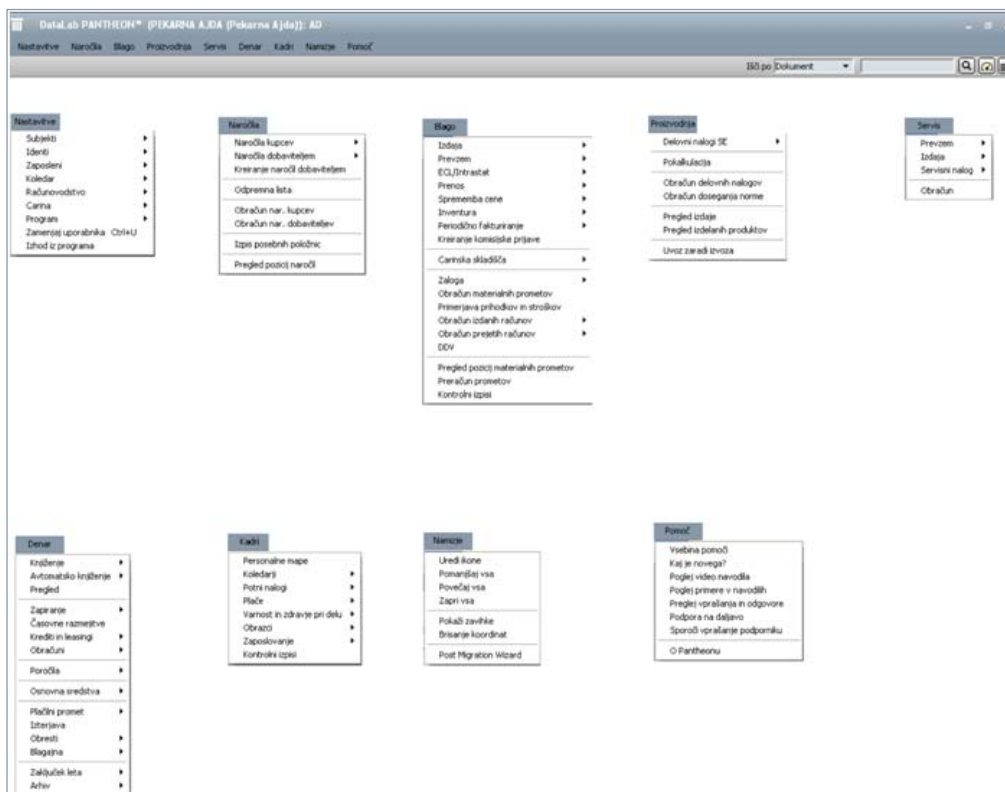 DataLab PANTHEON™ (PEKARNA AJDA (Pekarna Ajda)): AD
Nastavitve Naročila Blago Proizvodnja Servis Denar Kadri Namizje Pomoč
Išči po Dokument
Nastavitve
Subjekti
Identi
Zaposleni
Koledar
Računovodstvo
Carina
Program
Zamenjaj uporabnika Ctrl+U
Izhod iz programa
Naročila
Naročila kupcev
Naročila dobaviteljem
Kreiranje naročil dobaviteljem
Odpremna lista
Obračun nar. kupcev
Obračun nar. dobaviteljev
Izpis posebnih položnic
Pregled pozicij naročil
Blago
Izdaja
Prevzem
ECL/Intrastat
Prenos
Sprememba cene
Inventura
Periodično fakturiranje
Kreiranje komisijske prijave
Carinska skladišča
Zaloga
Obračun materialnih prometov
Primerjava prihodkov in stroškov
Obračun izdanih računov
Obračun prejetih računov
DDV
Pregled pozicij materialnih prometov
Preračun prometov
Kontrolni izpisi
Proizvodnja
Delovni nalogi SE
Pokalkulacija
Obračun delovnih nalogov
Obračun doseganja norme
Pregled izdaje
Pregled izdelanih produktov
Uvoz zaradi izvoza
Servis
Prevzem
Izdaja
Servisni nalog
Obračun
Denar
Knjiženje
Avtomatsko knjiženje
Pregled
Zapiranje
Časovne razmejitve
Krediti in leasingi
Obračuni
Poročila
Osnovna sredstva
Plačilni promet
Izterjava
Obresti
Blagajna
Zaključek leta
Arhiv
Kadri
Personalne mape
Koledarji
Potni nalogi
Plače
Varnost in zdravje pri delu
Obrazci
Zaposlovanje
Kontrolni izpisi
Namizje
Uredi ikone
Pomanjšaj vsa
Povečaj vsa
Zapri vsa
Pokaži zavihke
Brisanje koordinat
Post Migration Wizard
Pomoč
Vsebina pomoči
Kaj je novega?
Poglej video navodila
Poglej primere v navodilih
Preglej vprašanja in odgovore
Podpora na daljavo
Sporoči vprašanje podporniku
O Pantheonu